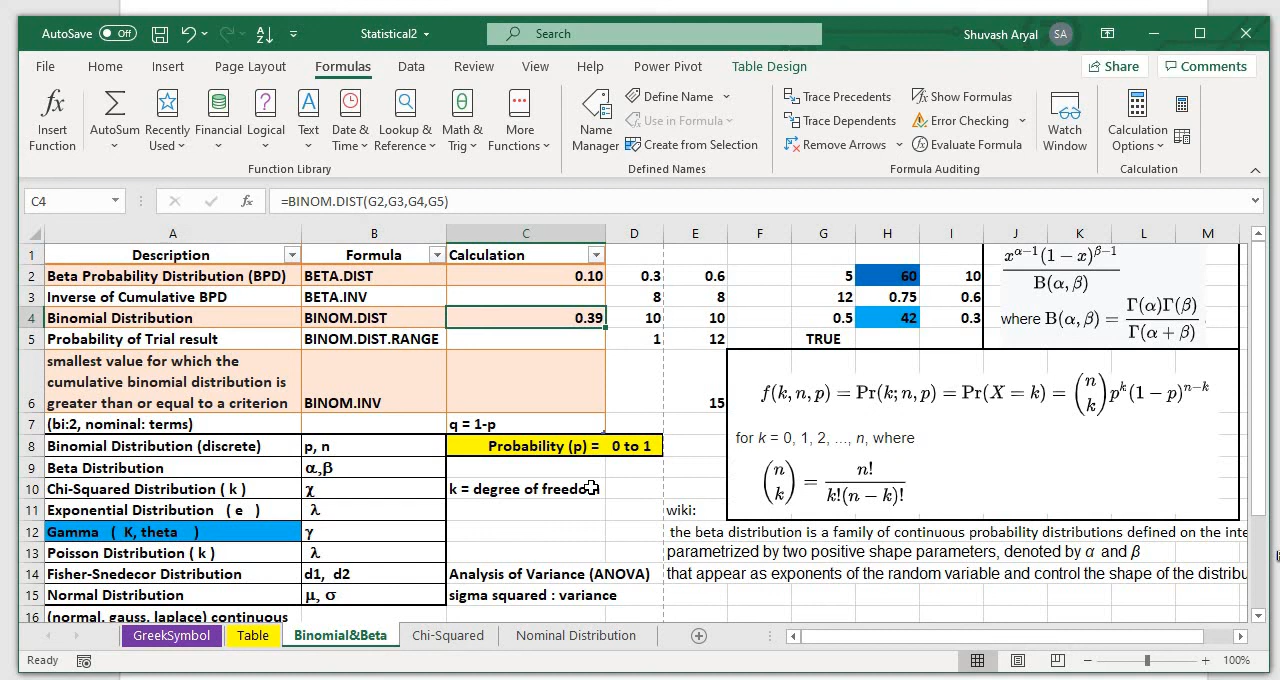 AutoSave Off Statistical2 Search Shuvash Aryal SA
File Home Insert Page Layout Formulas Data Review View Help Power Pivot Table Design Share Comments
Insert Function
AutoSum
Recently Used
Financial
Logical
Text
Date & Time
Lookup & Reference
Math & Trig
More Functions
Function Library
Name Manager
Define Name
Use in Formula
Create from Selection
Defined Names
Trace Precedents
Trace Dependents
Remove Arrows
Show Formulas
Error Checking
Evaluate Formula
Formula Auditing
Watch Window
Calculation Options
Calculation
C4 fx =BINOM.DIST(G2,G3,G4,G5)
A B C D E F G H I J K L M
1 Description Formula Calculation
2 Beta Probability Distribution (BPD) BETA.DIST 0.10 0.3 0.6 5 60 10
3 Inverse of Cumulative BPD BETA.INV 8 8 12 0.75 0.6
4 Binomial Distribution BINOM.DIST 0.39 10 10 0.5 42 0.3
5 Probability of Trial result BINOM.DIST.RANGE 1 12 TRUE
smallest value for which the
cumulative binomial distribution is
6 greater than or equal to a criterion BINOM.INV 15
7 (bi:2, nominal: terms) q = 1-p
8 Binomial Distribution (discrete) p, n Probability (p) = 0 to 1
9 Beta Distribution α,β
10 Chi-Squared Distribution ( k ) χ k = degree of freedom
11 Exponential Distribution ( e ) λ wiki:
12 Gamma ( K, theta ) γ the beta distribution is a family of continuous probability distributions defined on the inte
13 Poisson Distribution ( k ) λ parametrized by two positive shape parameters, denoted by α and β
14 Fisher-Snedecor Distribution d1, d2 Analysis of Variance (ANOVA) that appear as exponents of the random variable and control the shape of the distribu
15 Normal Distribution μ, σ sigma squared : variance
16 (normal, gauss, laplace) continuous
x^{α−1}(1 − x)^{β−1}
B(α, β)
where B(α, β) = Γ(α)Γ(β) / Γ(α + β)
f(k, n, p) = Pr(k; n, p) = Pr(X = k) = (n k) p^k (1 − p)^{n−k}
for k = 0, 1, 2, ..., n, where
(n k) = n! / k!(n − k)!
GreekSymbol Table Binomial&Beta Chi-Squared Nominal Distribution
Ready 100%